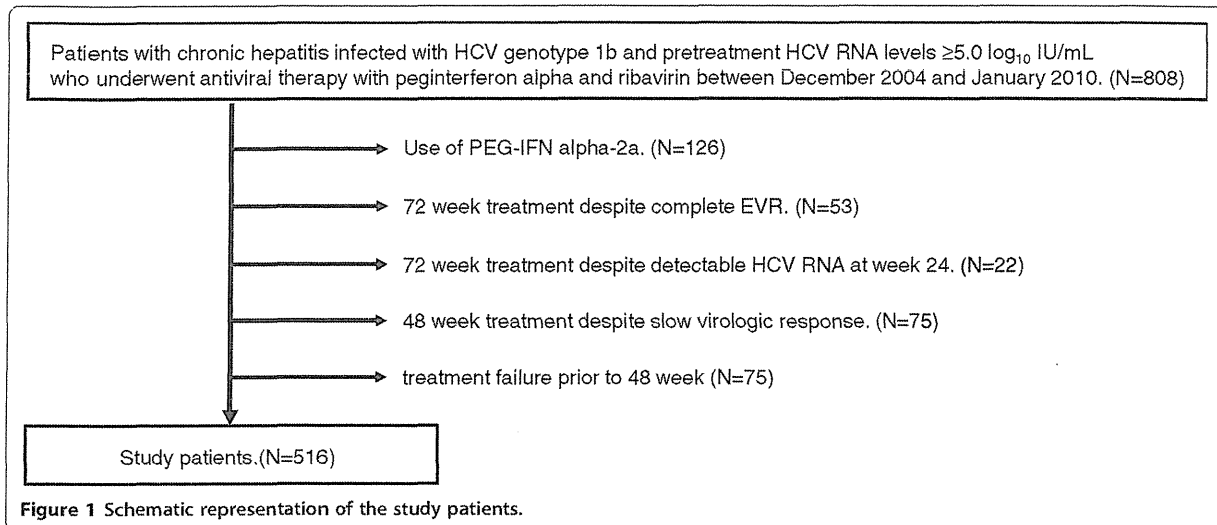 Patients with chronic hepatitis infected with HCV genotype 1b and pretreatment HCV RNA levels ≥5.0 log₁₀ IU/mL
who underwent antiviral therapy with peginterferon alpha and ribavirin between December 2004 and January 2010. (N=808)
Use of PEG-IFN alpha-2a. (N=126)
72 week treatment despite complete EVR. (N=53)
72 week treatment despite detectable HCV RNA at week 24. (N=22)
48 week treatment despite slow virologic response. (N=75)
treatment failure prior to 48 week (N=75)
Study patients.(N=516)
Figure 1 Schematic representation of the study patients.